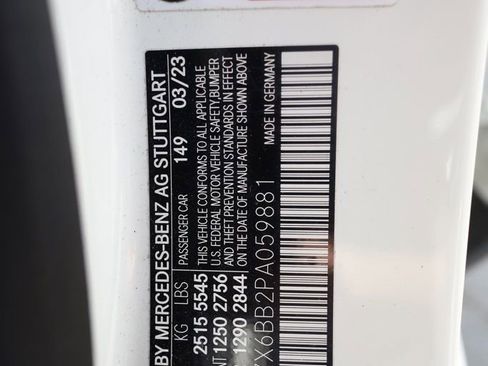 BY MERCEDES-BENZ AG STUTTGART
KG LBS PASSENGER CAR 149 03/23
2515 5545 THIS VEHICLE CONFORMS TO ALL APPLICABLE
U.S. FEDERAL MOTOR VEHICLE SAFETY,BUMPER
NT 1250 2756 AND THEFT PREVENTION STANDARDS IN EFFECT
1290 2844 ON THE DATE OF MANUFACTURE SHOWN ABOVE
X6BB2PA059881 MADE IN GERMANY